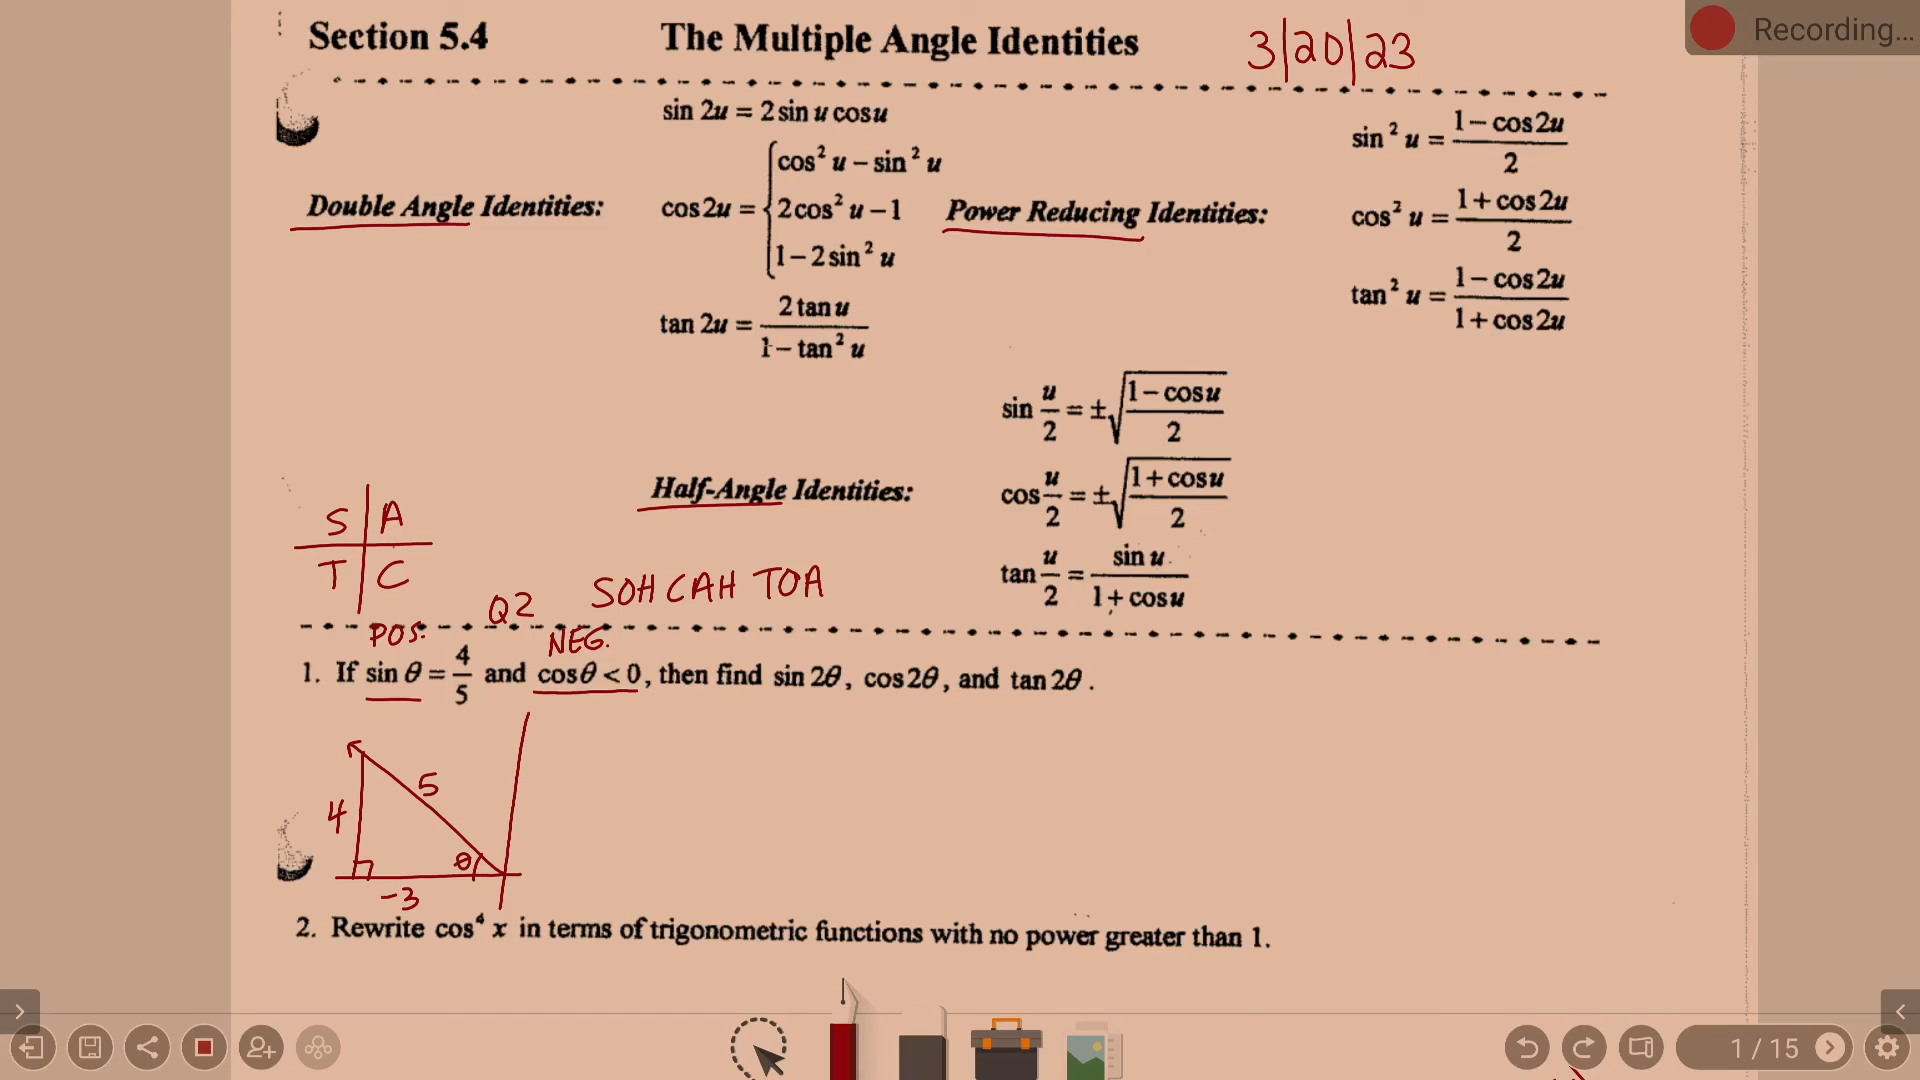 Section 5.4 The Multiple Angle Identities 3|20|23
Recording...
Double Angle Identities:
sin 2u = 2 sin u cos u
cos 2u = { cos² u − sin² u
2 cos² u − 1
1 − 2 sin² u
tan 2u = 2 tan u / 1 − tan² u
Power Reducing Identities:
sin² u = 1 − cos 2u / 2
cos² u = 1 + cos 2u / 2
tan² u = 1 − cos 2u / 1 + cos 2u
Half-Angle Identities:
sin u/2 = ±√(1 − cos u / 2)
cos u/2 = ±√(1 + cos u / 2)
tan u/2 = sin u / 1 + cos u
S A
T C
Q2 SOH CAH TOA
POS. NEG.
1. If sin θ = 4/5 and cos θ < 0, then find sin 2θ, cos 2θ, and tan 2θ.
5
4
θ
-3
2. Rewrite cos⁴ x in terms of trigonometric functions with no power greater than 1.
1 / 15